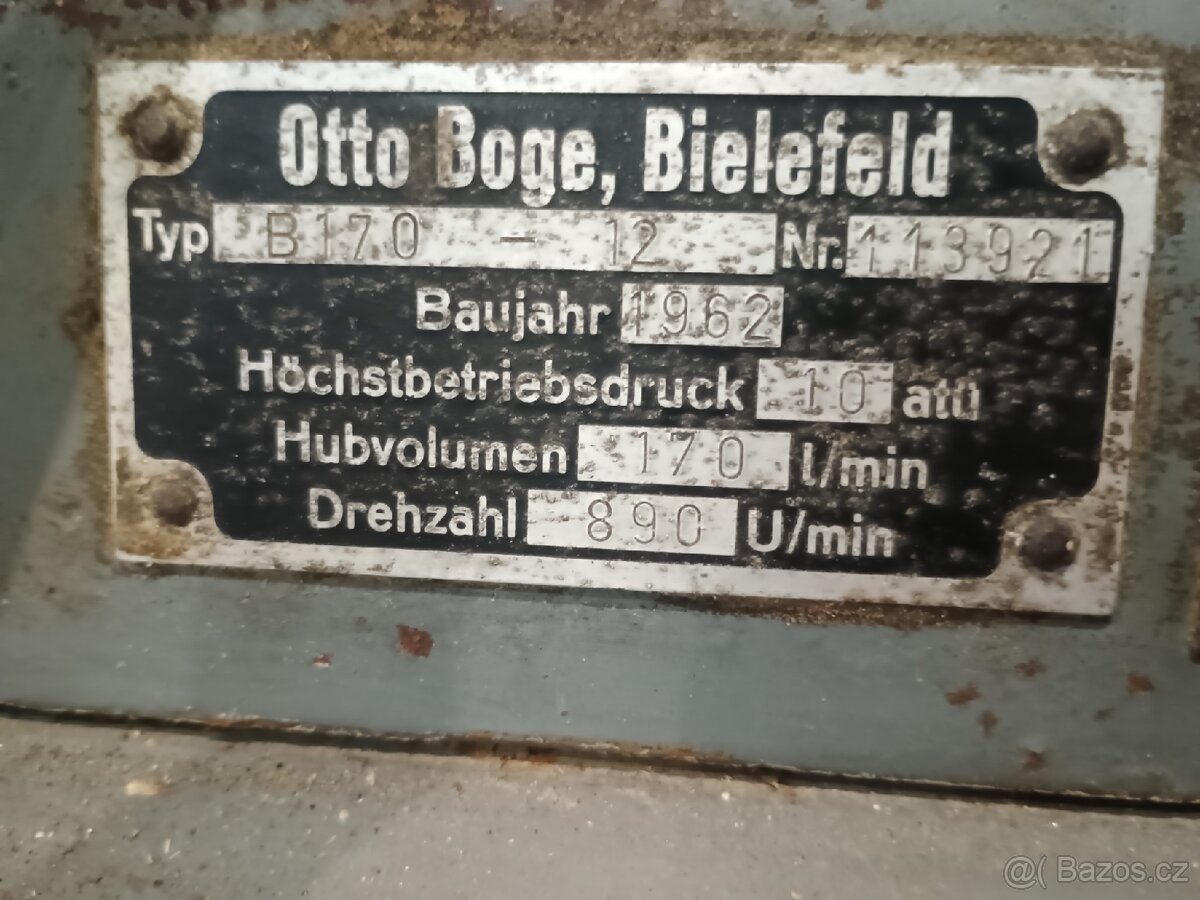 Otto Boge, Bielefeld
Typ B170 - 12 Nr. 113921
Baujahr 1962
Höchstbetriebsdruck 10 atü
Hubvolumen 170 l/min
Drehzahl 890 U/min
@( Bazos.cz